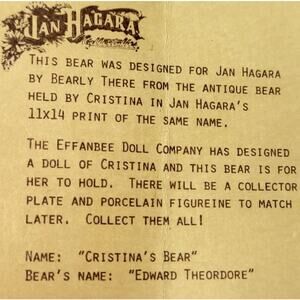 JAN HAGARA
THIS BEAR WAS DESIGNED FOR JAN HAGARA
BY BEARLY THERE FROM THE ANTIQUE BEAR
HELD BY CRISTINA IN JAN HAGARA'S
11X14 PRINT OF THE SAME NAME.
THE EFFANBEE DOLL COMPANY HAS DESIGNED
A DOLL OF CRISTINA AND THIS BEAR IS FOR
HER TO HOLD. THERE WILL BE A COLLECTOR
PLATE AND PORCELAIN FIGUREINE TO MATCH
LATER. COLLECT THEM ALL!
NAME: "CRISTINA'S BEAR"
BEAR'S NAME: "EDWARD THEORDORE"